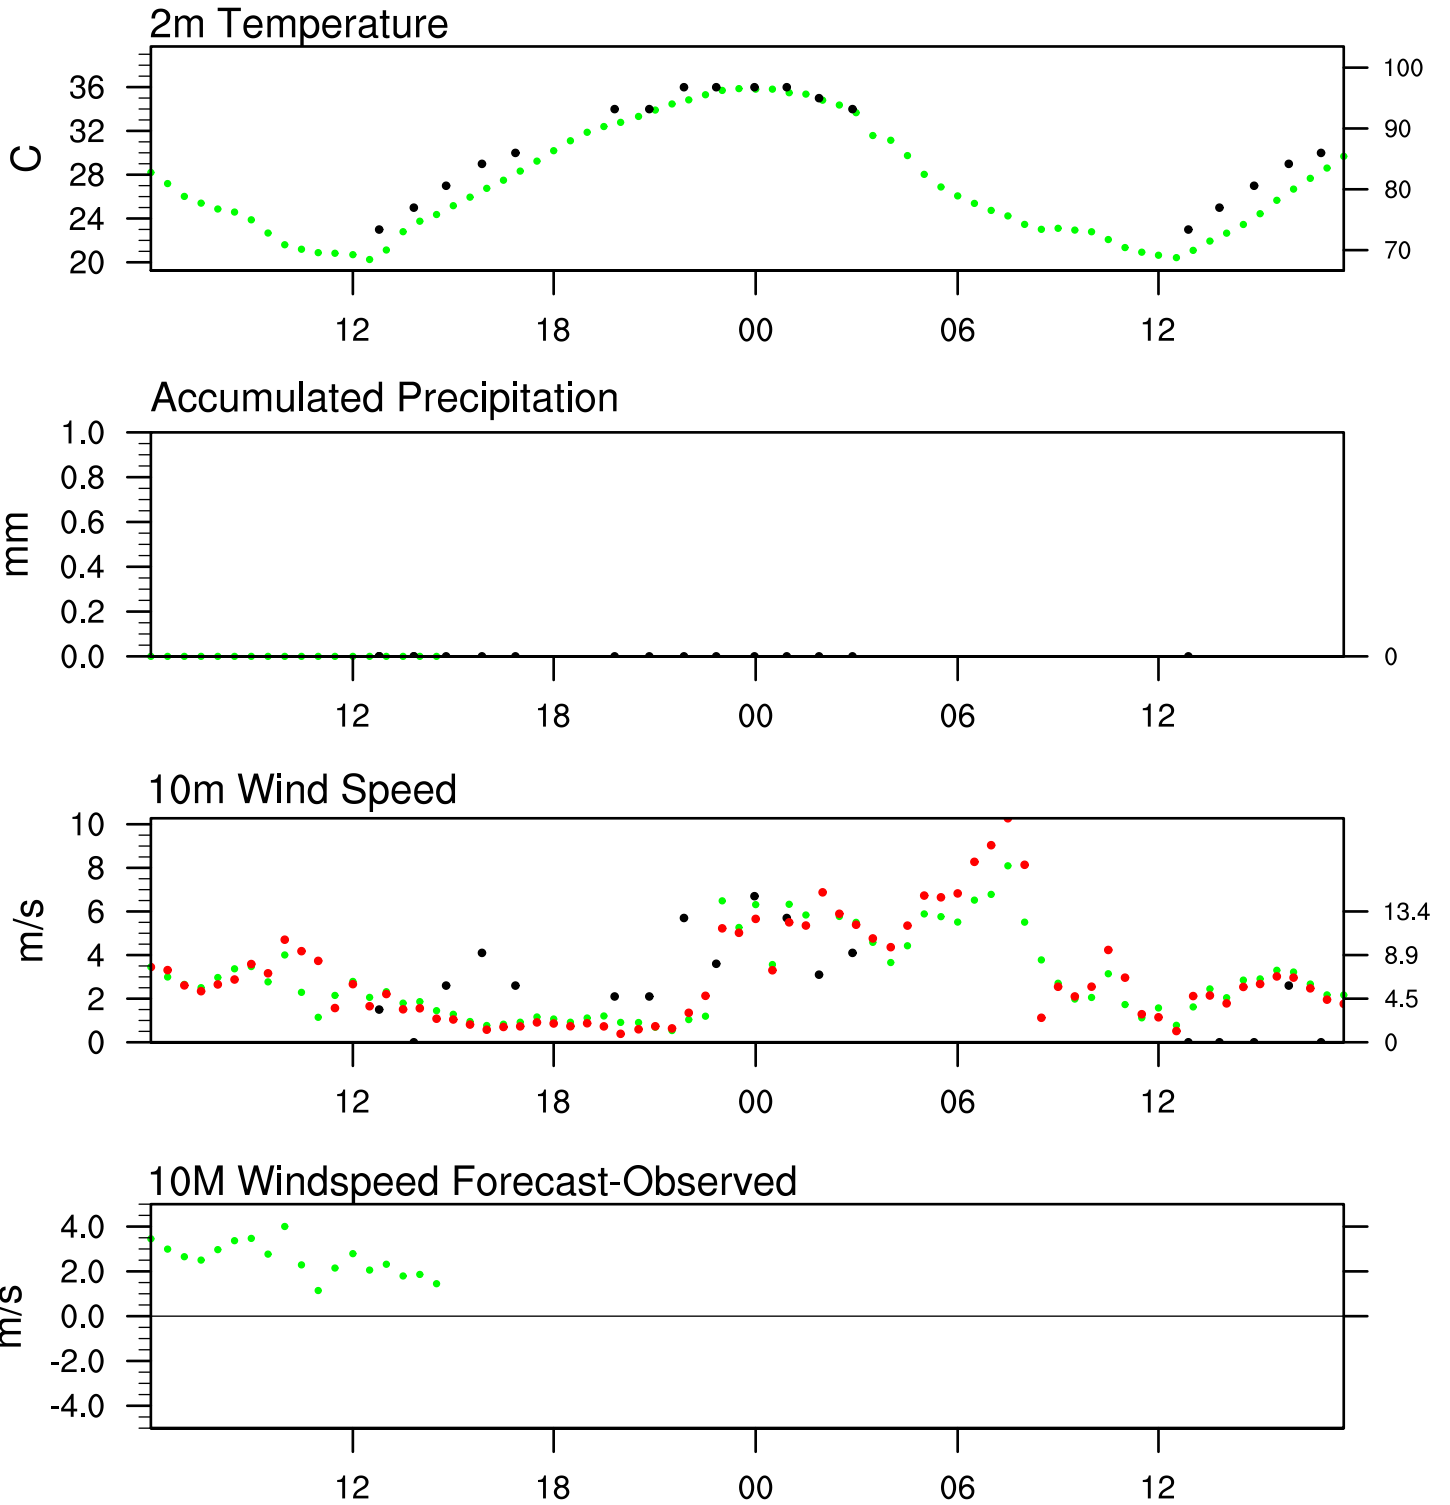 2m Temperature
C
36
32
28
24
20
100
90
80
70
12 18 00 06 12
Accumulated Precipitation
mm
1.0
0.8
0.6
0.4
0.2
0.0
0
12 18 00 06 12
10m Wind Speed
m/s
10
8
6
4
2
0
13.4
8.9
4.5
0
12 18 00 06 12
10M Windspeed Forecast-Observed
m/s
4.0
2.0
0.0
-2.0
-4.0
12 18 00 06 12